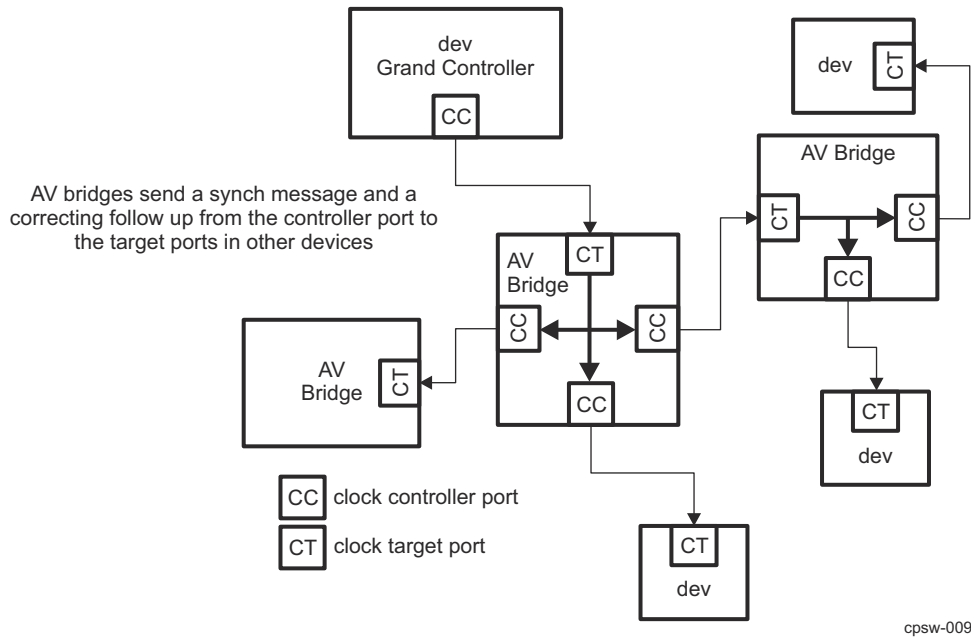 dev
Grand Controller
CC
dev
CT
AV Bridge
CT
CC
CC
AV bridges send a synch message and a
correcting follow up from the controller port to
the target ports in other devices
CT
AV
Bridge
CC
CC
CC
AV
Bridge
CT
CT
dev
CC clock controller port
CT clock target port
CT
dev
cpsw-009